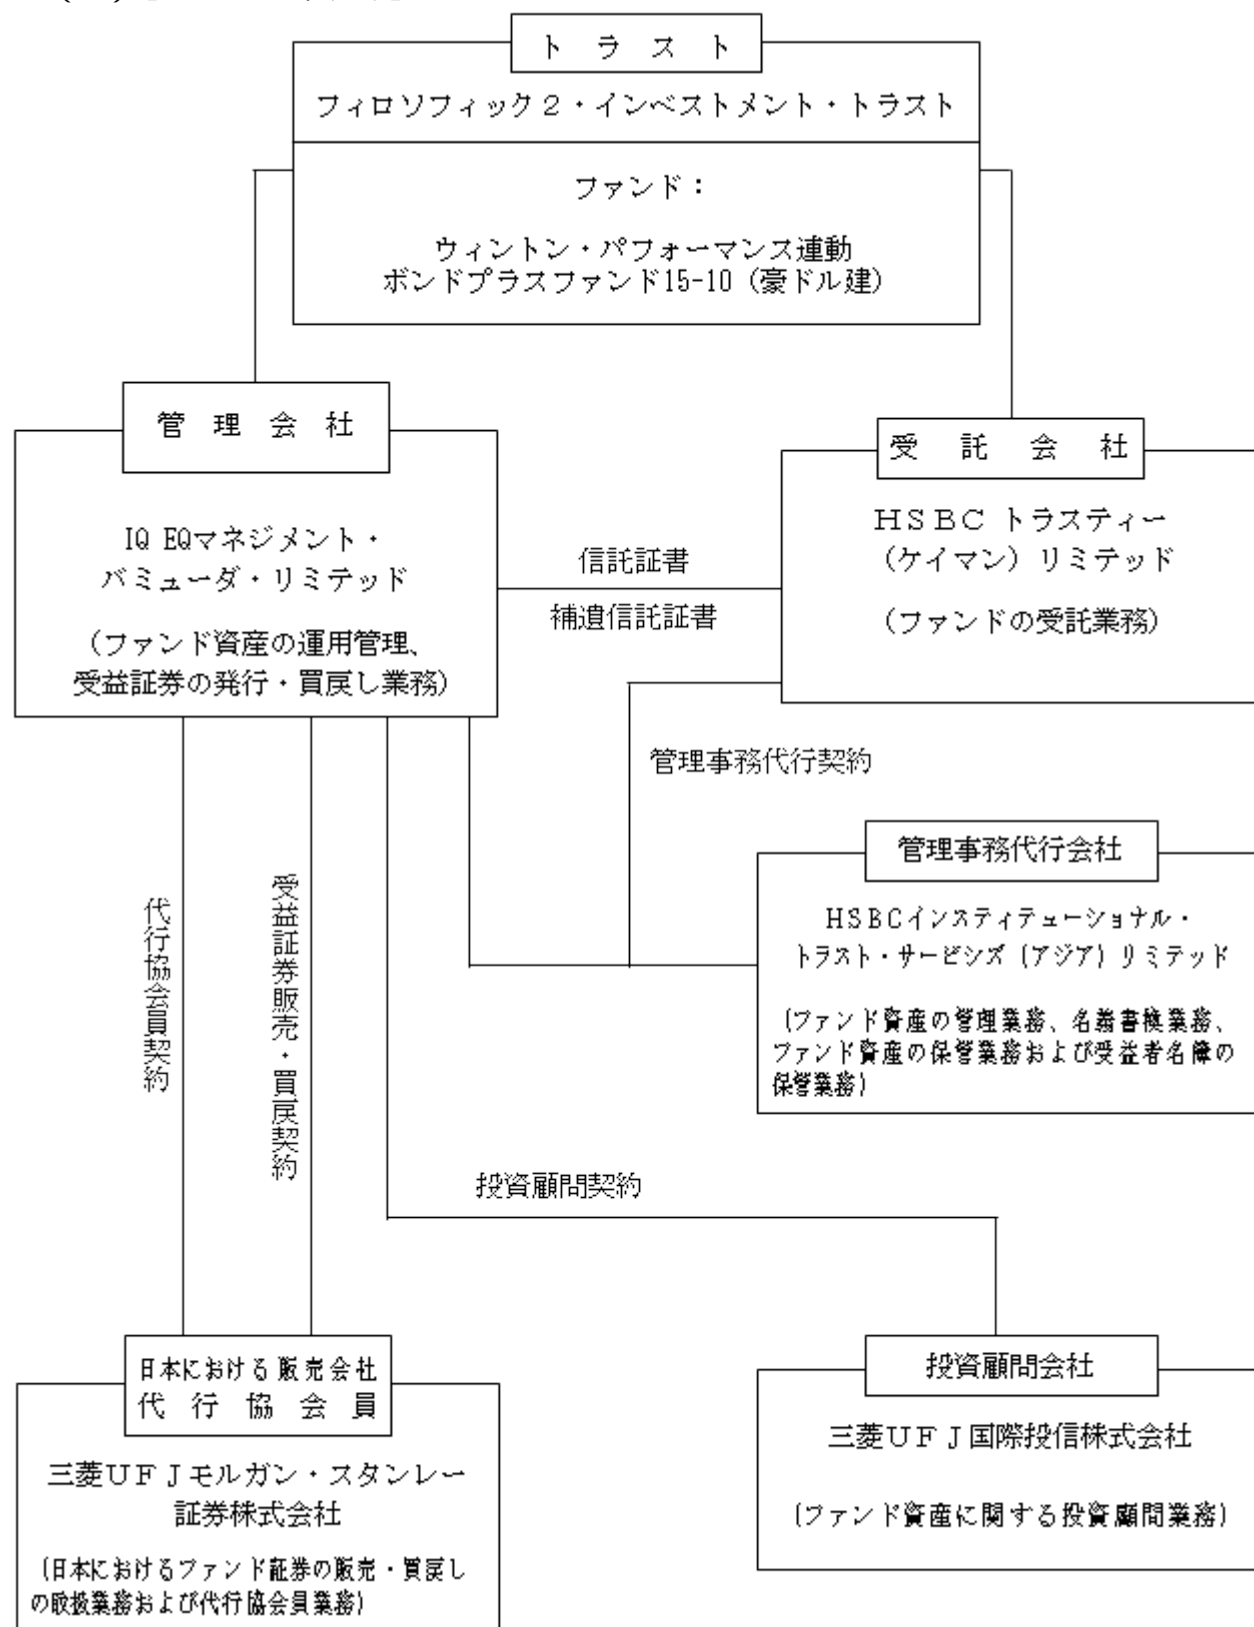 ト ラ ス ト
フィロソフィック２・インベストメント・トラスト
ファンド：
ウィントン・パフォーマンス連動
ボンドプラスファンド15-10（豪ドル建）
管 理 会 社
IQ EQマネジメント・
バミューダ・リミテッド
（ファンド資産の運用管理、
受益証券の発行・買戻し業務）
受 託 会 社
ＨＳＢＣ トラスティー
（ケイマン）リミテッド
（ファンドの受託業務）
信託証書
補遺信託証書
管理事務代行契約
管理事務代行会社
ＨＳＢＣインスティテューショナル・
トラスト・サービシズ（アジア）リミテッド
（ファンド資産の管理業務、名義書換業務、
ファンド資産の保管業務および受益者名簿の
保管業務）
代行協会員契約
受益証券販売・買戻契約
投資顧問契約
日本における販売会社
代 行 協 会 員
三菱ＵＦＪモルガン・スタンレー
証券株式会社
（日本におけるファンド証券の販売・買戻し
の取扱業務および代行協会員業務）
投資顧問会社
三菱ＵＦＪ国際投信株式会社
（ファンド資産に関する投資顧問業務）